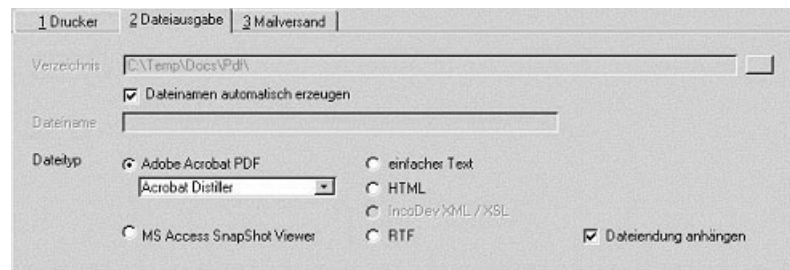 1 Drucker 2 Dateiausgabe 3 Mailversand
Verzeichnis C:\Temp\Docs\Pdf\
Dateinamen automatisch erzeugen
Dateiname
Dateityp Adobe Acrobat PDF einfacher Text
Acrobat Distiller HTML
IncoDev XML / XSL
MS Access SnapShot Viewer RTF Dateiendung anhängen